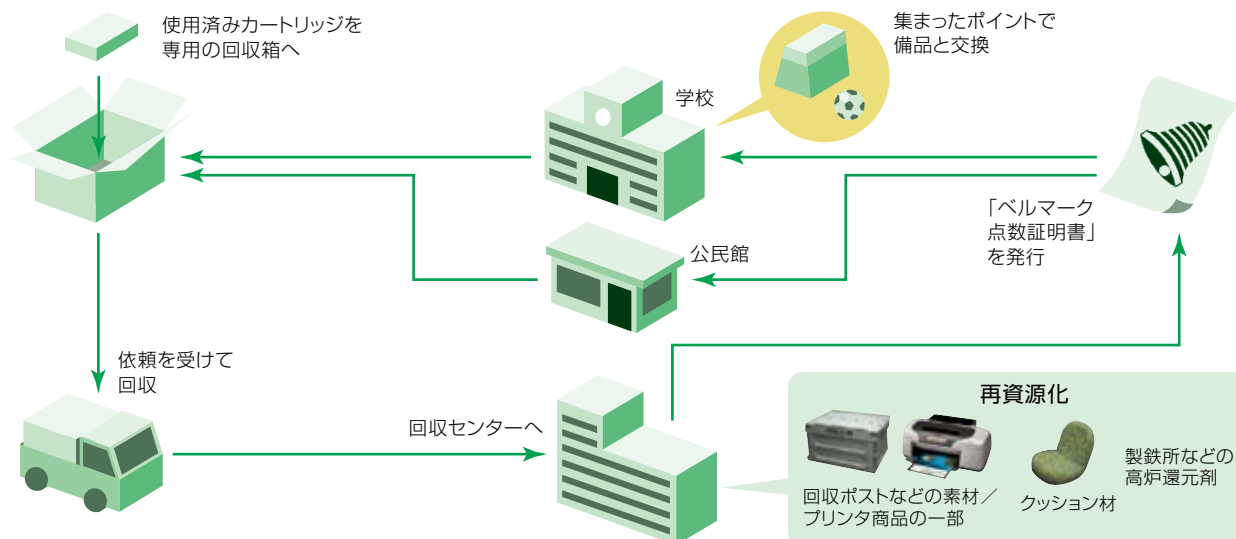 使用済みカートリッジを
専用の回収箱へ
集まったポイントで
備品と交換
学校
「ベルマーク
点数証明書」
を発行
公民館
依頼を受けて
回収
回収センターへ
再資源化
回収ポストなどの素材／
プリンタ商品の一部
クッション材
製鉄所などの
高炉還元剤